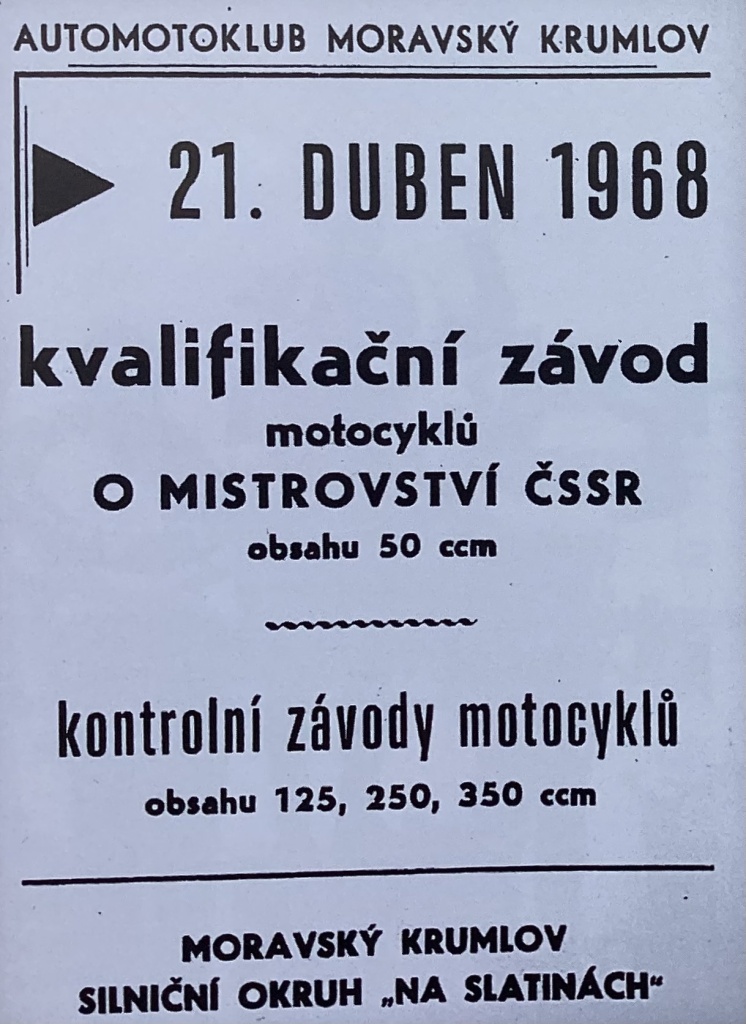 AUTOMOTOKLUB MORAVSKÝ KRUMLOV
21. DUBEN 1968
kvalifikační závod
motocyklů
O MISTROVSTVÍ ČSSR
obsahu 50 ccm
kontrolní závody motocyklů
obsahu 125, 250, 350 ccm
MORAVSKÝ KRUMLOV
SILNIČNÍ OKRUH „NA SLATINÁCH“